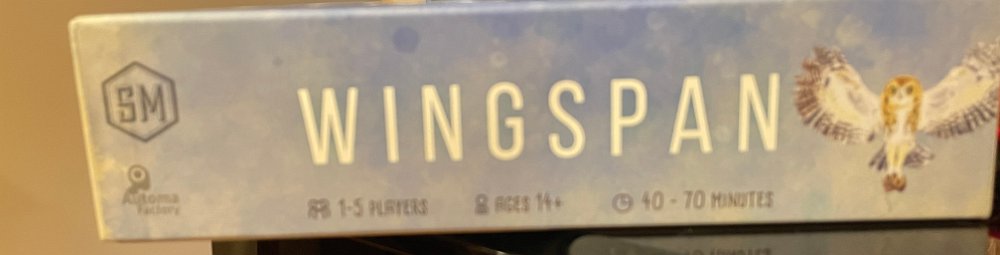 SM
WINGSPAN
Automa
Factory
1-5 PLAYERS AGES 14+ 40 - 70 MINUTES